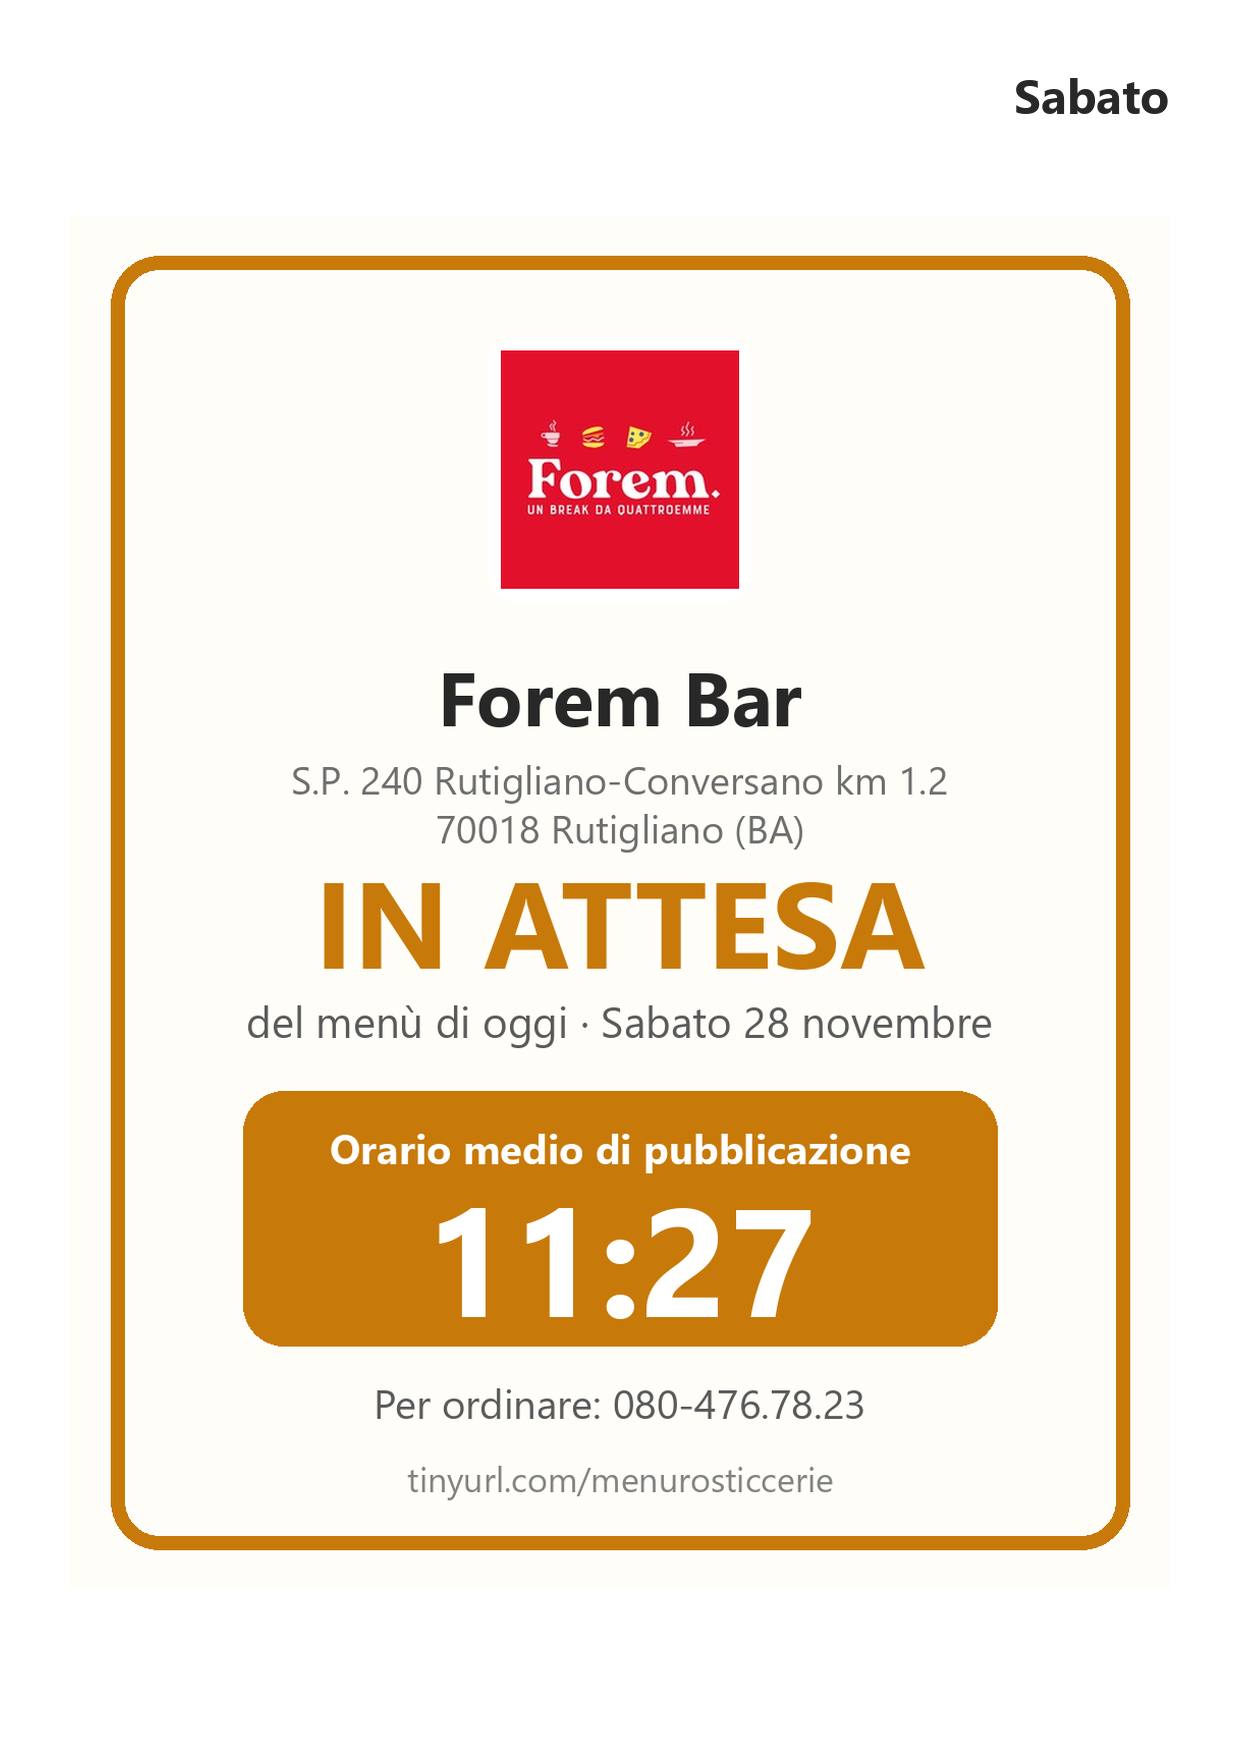 Sabato
Forem.
UN BREAK DA QUATTROEMME
Forem Bar
S.P. 240 Rutigliano-Conversano km 1.2
70018 Rutigliano (BA)
IN ATTESA
del menù di oggi · Sabato 28 novembre
Orario medio di pubblicazione
11:27
Per ordinare: 080-476.78.23
tinyurl.com/menurosticcerie